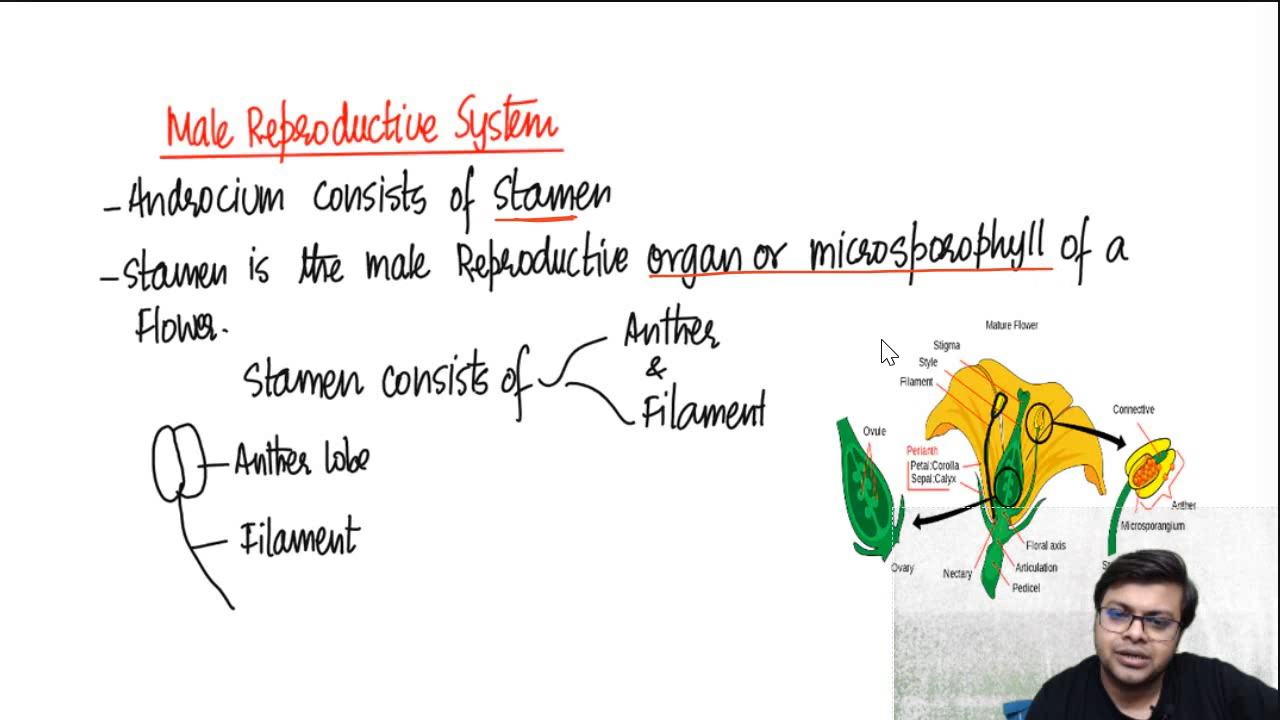 Male Reproductive System
- Androcium consists of stamen
- stamen is the male Reproductive organ or microsporophyll of a
Flower.
stamen consists of
Anther
&
Filament
Anther lobe
Filament
Mature Flower
Stigma
Style
Filament
Connective
Ovule
Perianth
Petal:Corolla
Sepal:Calyx
Anther
Microsporangium
Floral axis
Ovary
Nectary
Articulation
Pedicel